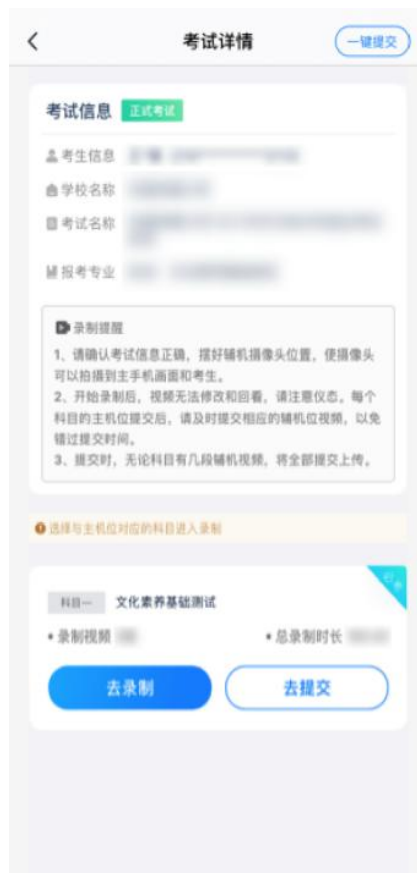 考试详情
一键提交
考试信息 正式考试
考生信息
学校名称
考试名称
报考专业
录制提醒
1、请确认考试信息正确，摆好辅机摄像头位置，使摄像头
可以拍摄到主手机画面和考生。
2、开始录制后，视频无法修改和回看，请注意仪态。每个
科目的主机位提交后，请及时提交相应的辅机位视频，以免
错过提交时间。
3、提交时，无论科目有几段辅机视频，将全部提交上传。
选择与主机位对应的科目进入录制
科目一 文化素养基础测试
• 录制视频
• 总录制时长
去录制
去提交